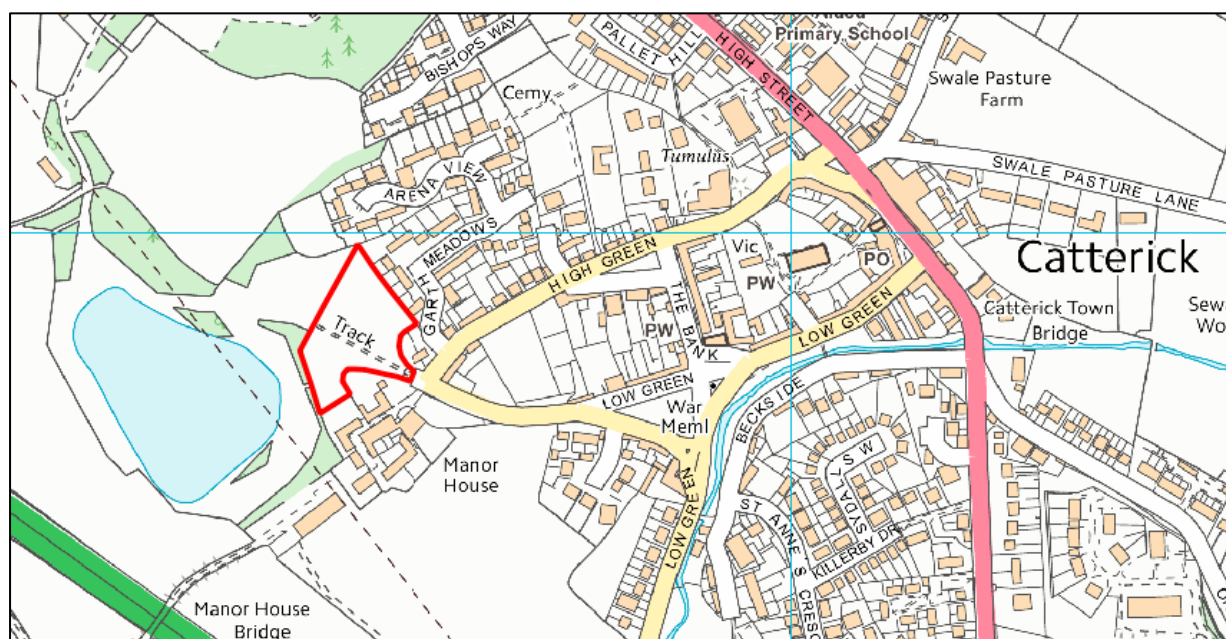 Primary School
HIGH STREET
PALLET HILL
BISHOPS WAY
Cemy
Swale Pasture
Farm
Tumulus
SWALE PASTURE LANE
ARENA VIEW
GARTH MEADOWS
HIGH GREEN
Vic
PW
PO
Catterick
THE BANK
PW
LOW GREEN
Catterick Town
Bridge
Track
LOW GREEN
War
Meml
BECKSIDE
Manor
House
LOW GREEN
SYDALLS W
ST ANNE S CRESC
KILLERBY DR
Manor House
Bridge